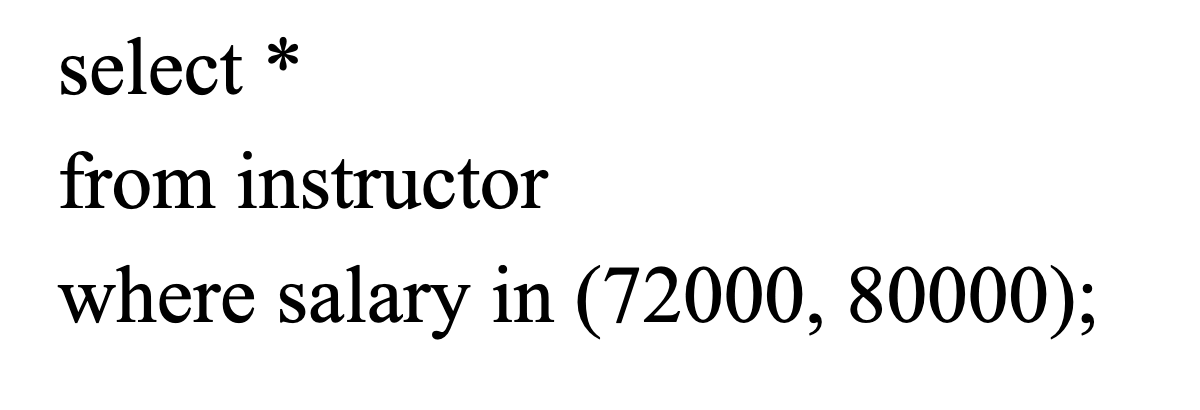 select *
from instructor
where salary in (72000, 80000);